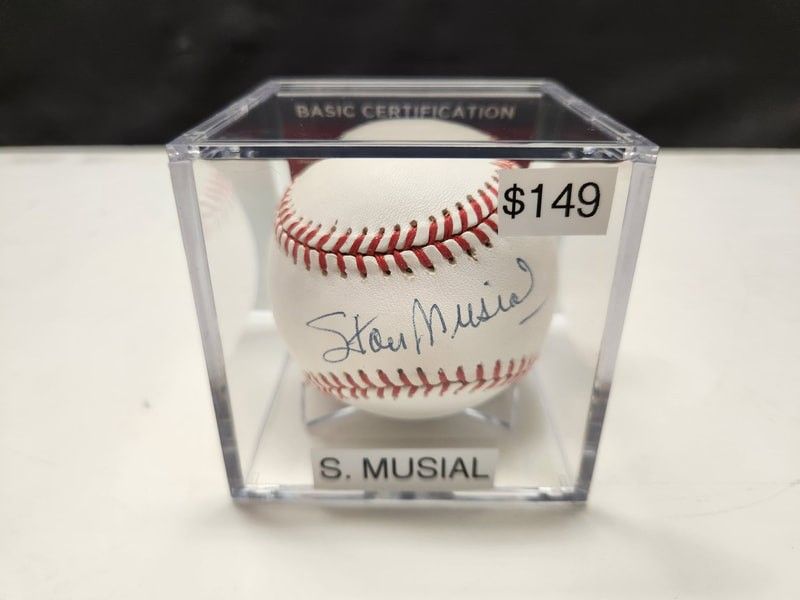 BASIC CERTIFICATION
$149
Stan Musial
S. MUSIAL